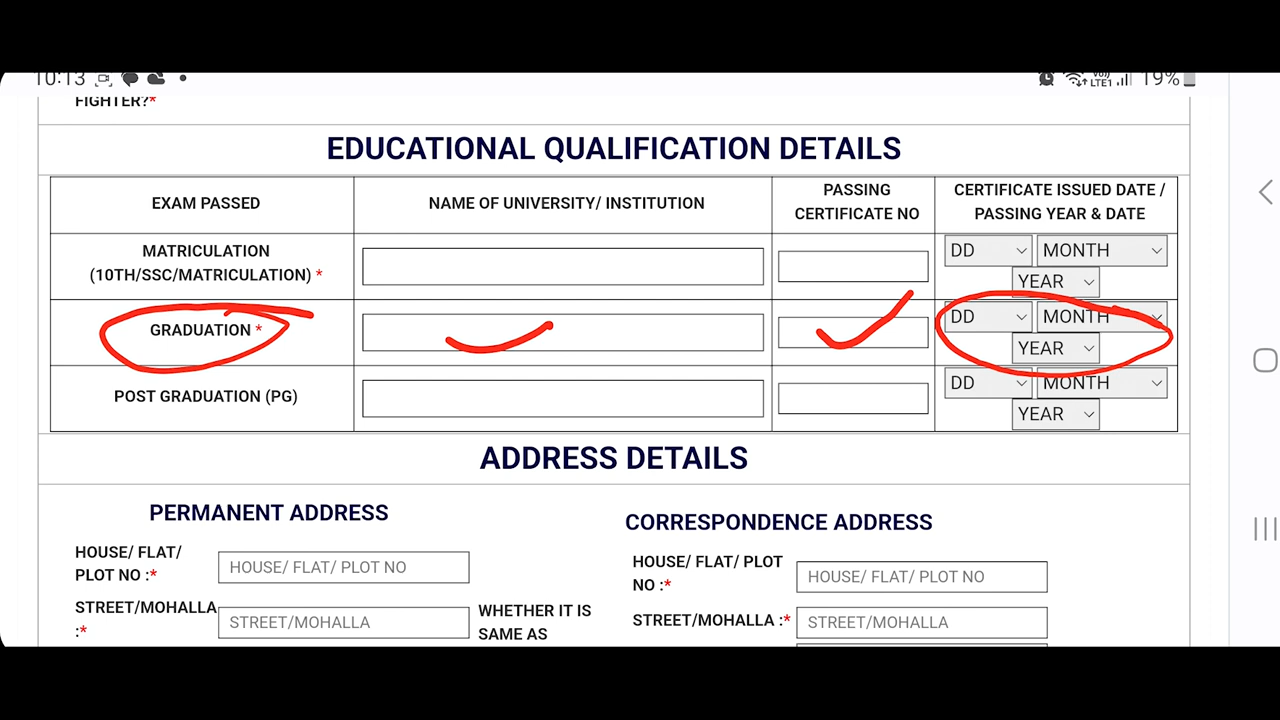 10:13
VoI) LTE1 19%
FIGHTER?*
EDUCATIONAL QUALIFICATION DETAILS
EXAM PASSED
NAME OF UNIVERSITY/ INSTITUTION
PASSING
CERTIFICATE NO
CERTIFICATE ISSUED DATE /
PASSING YEAR & DATE
MATRICULATION
(10TH/SSC/MATRICULATION) *
DD MONTH
YEAR
GRADUATION *
DD MONTH
YEAR
POST GRADUATION (PG)
DD MONTH
YEAR
ADDRESS DETAILS
PERMANENT ADDRESS
HOUSE/ FLAT/
PLOT NO :*
HOUSE/ FLAT/ PLOT NO
STREET/MOHALLA
:*
STREET/MOHALLA
WHETHER IT IS
SAME AS
CORRESPONDENCE ADDRESS
HOUSE/ FLAT/ PLOT
NO :*
HOUSE/ FLAT/ PLOT NO
STREET/MOHALLA :*
STREET/MOHALLA